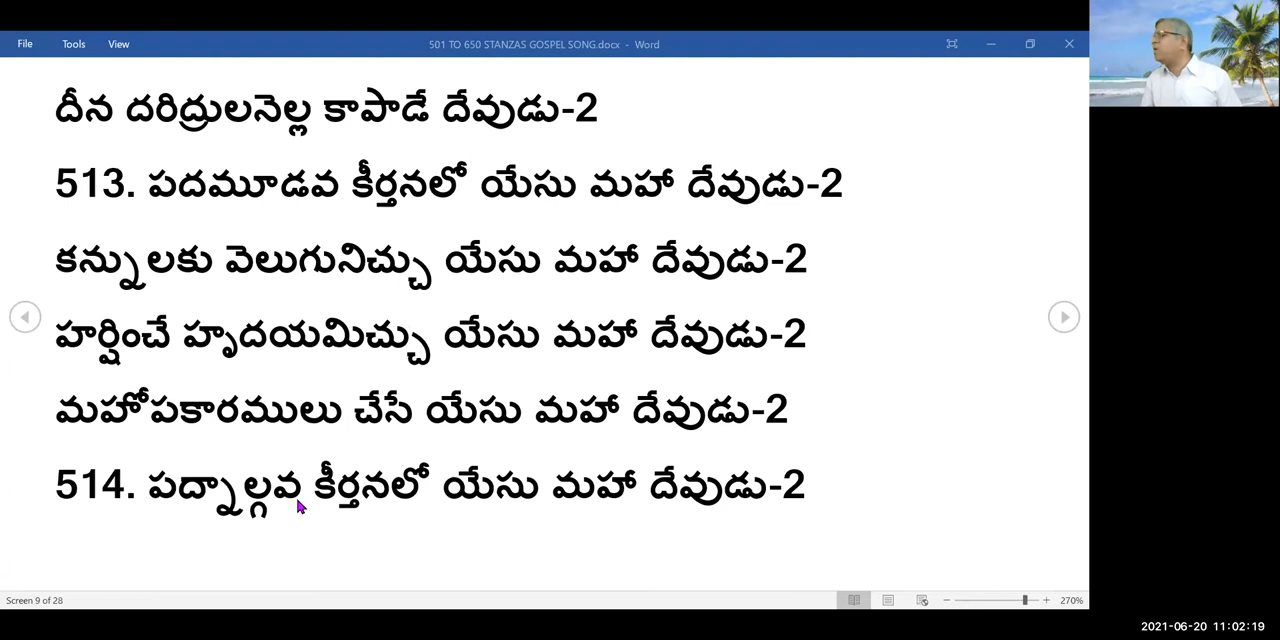 File Tools View 501 TO 650 STANZAS GOSPEL SONG.docx - Word
దీన దరిద్రులనెల్ల కాపాడే దేవుడు-2
513. పదమూడవ కీర్తనలో యేసు మహా దేవుడు-2
కన్నులకు వెలుగునిచ్చు యేసు మహా దేవుడు-2
హర్షించే హృదయమిచ్చు యేసు మహా దేవుడు-2
మహోపకారములు చేసే యేసు మహా దేవుడు-2
514. పద్నాల్గవ కీర్తనలో యేసు మహా దేవుడు-2
Screen 9 of 28 270%
2021-06-20 11:02:19